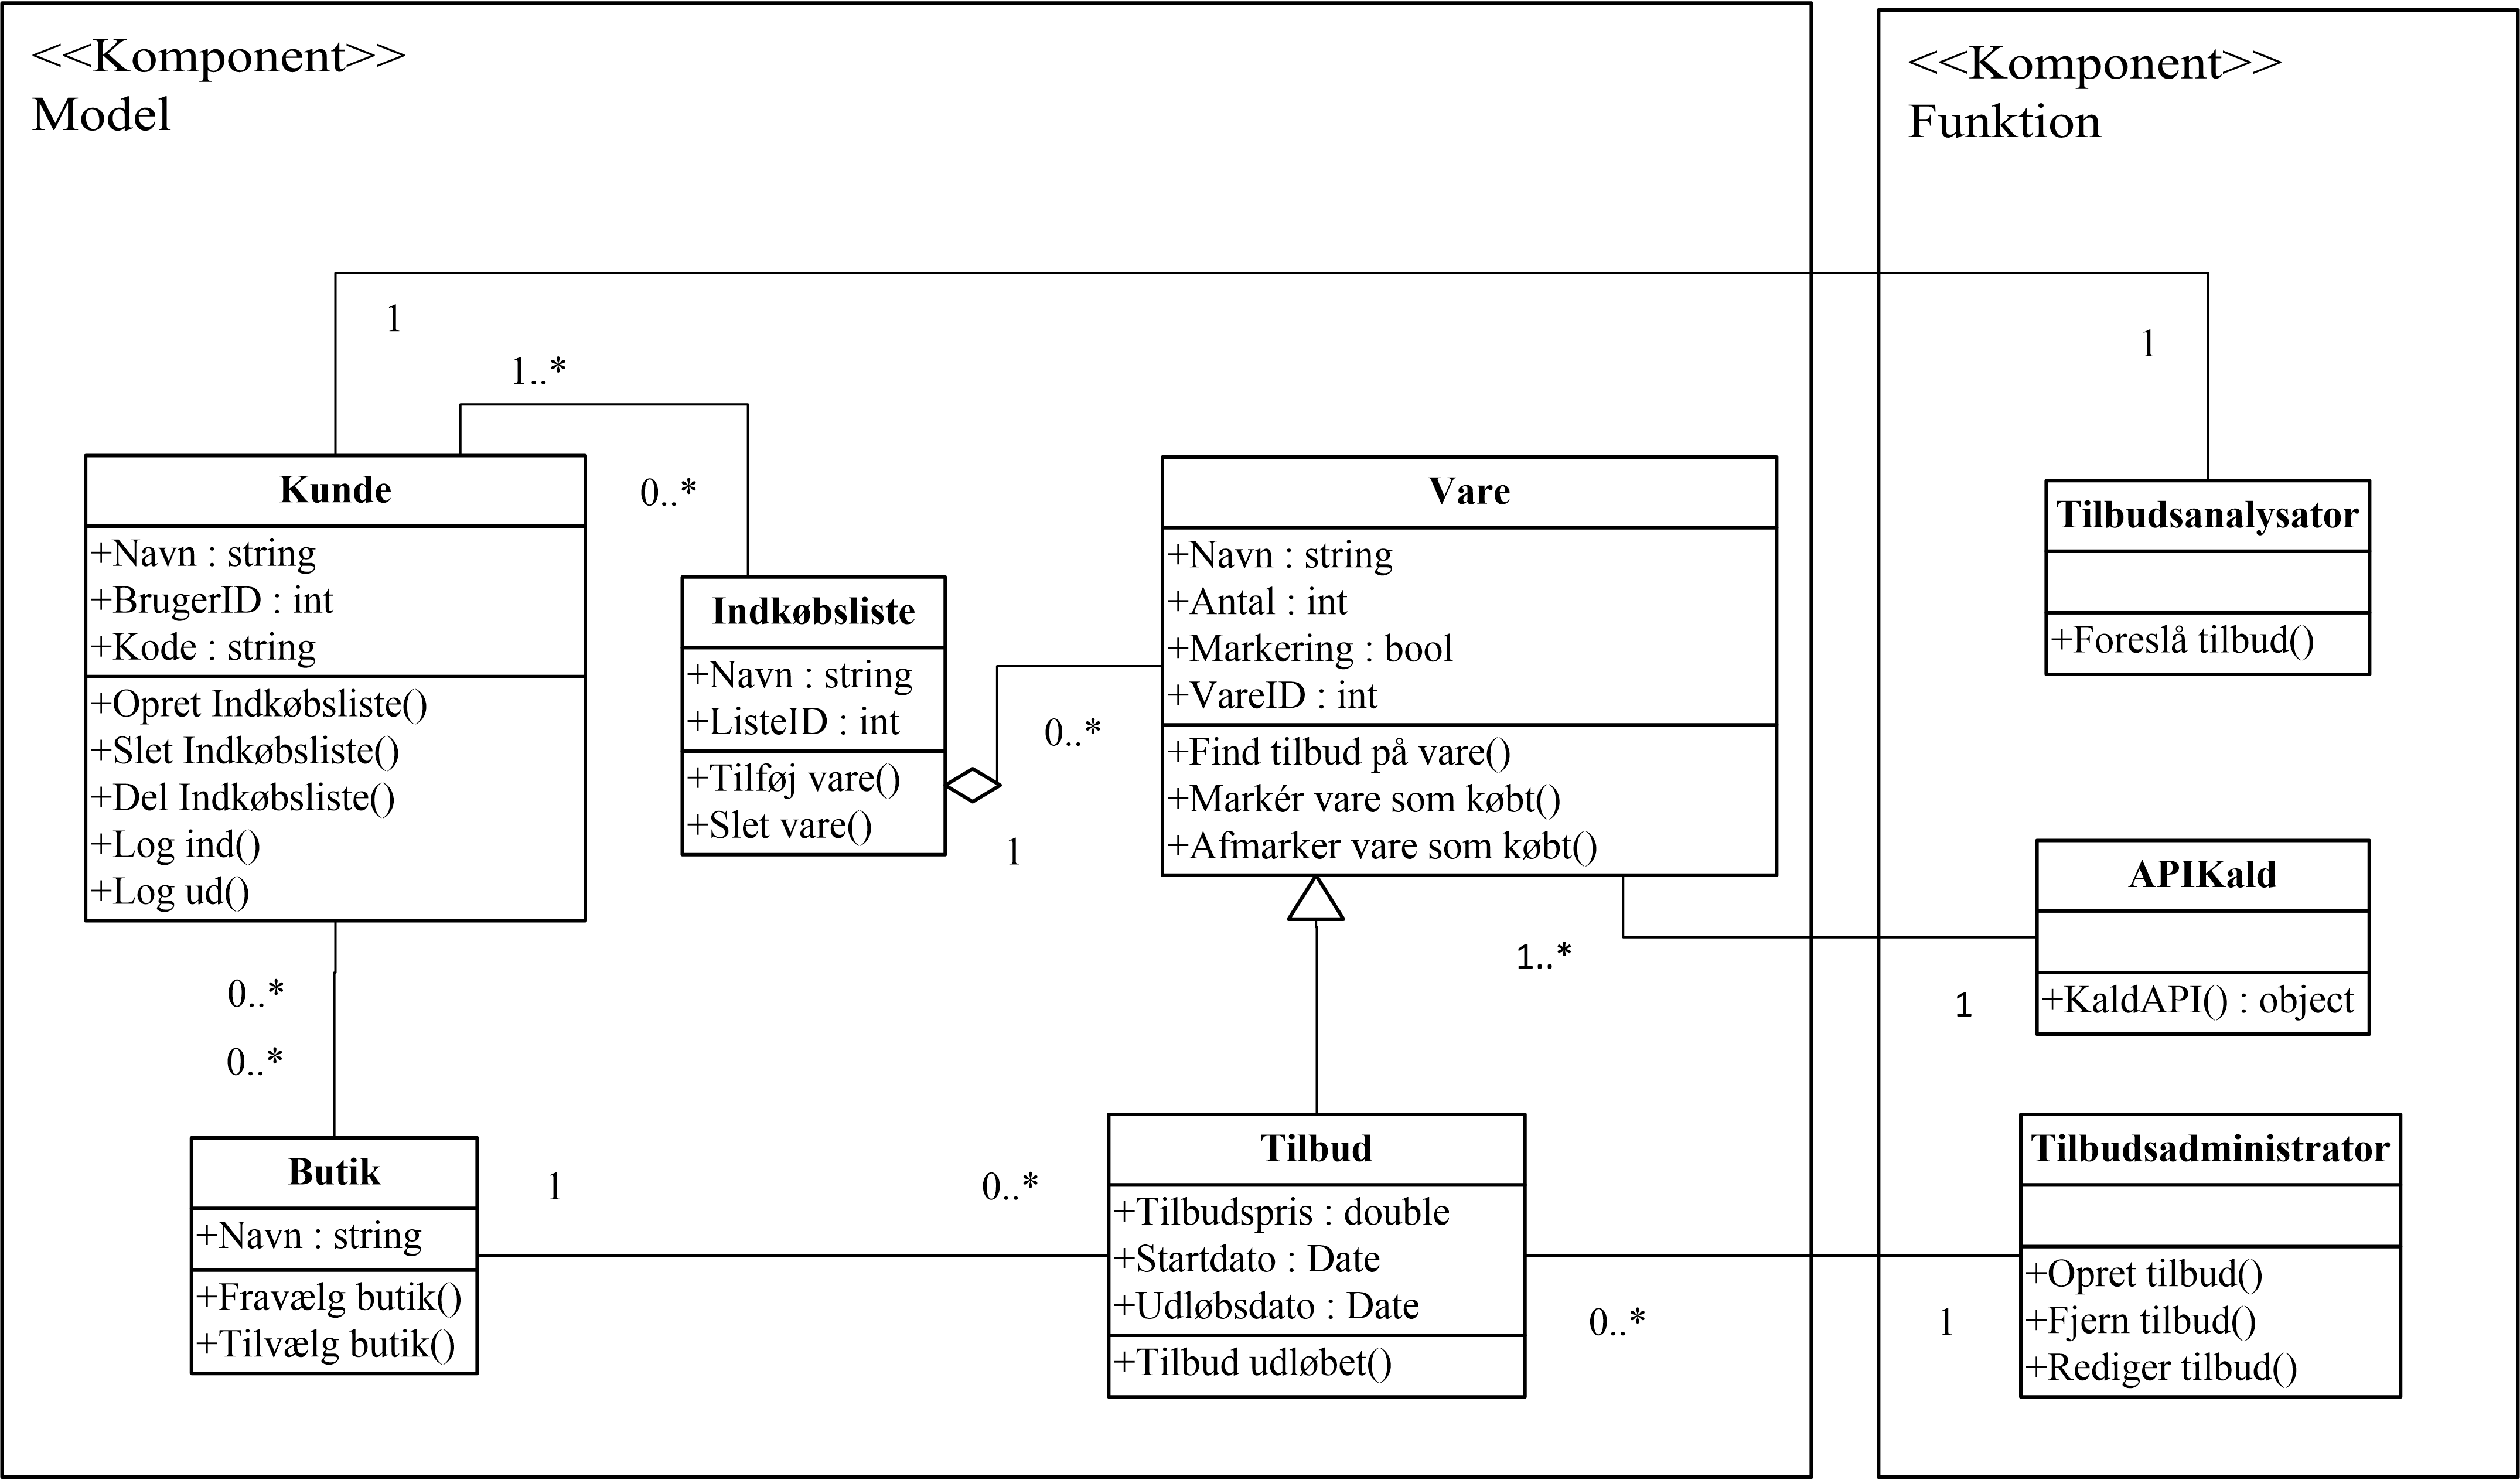 <<Komponent>>
Model
<<Komponent>>
Funktion
1
1
1..*
0..*
Kunde
+Navn : string
+BrugerID : int
+Kode : string
+Opret Indkøbsliste()
+Slet Indkøbsliste()
+Del Indkøbsliste()
+Log ind()
+Log ud()
Indkøbsliste
+Navn : string
+ListeID : int
+Tilføj vare()
+Slet vare()
0..*
1
Vare
+Navn : string
+Antal : int
+Markering : bool
+VareID : int
+Find tilbud på vare()
+Markér vare som købt()
+Afmarker vare som købt()
Tilbudsanalysator
+Foreslå tilbud()
APIKald
+KaldAPI() : object
1..*
1
0..*
0..*
Butik
+Navn : string
+Fravælg butik()
+Tilvælg butik()
1
0..*
Tilbud
+Tilbudspris : double
+Startdato : Date
+Udløbsdato : Date
+Tilbud udløbet()
0..*
1
Tilbudsadministrator
+Opret tilbud()
+Fjern tilbud()
+Rediger tilbud()